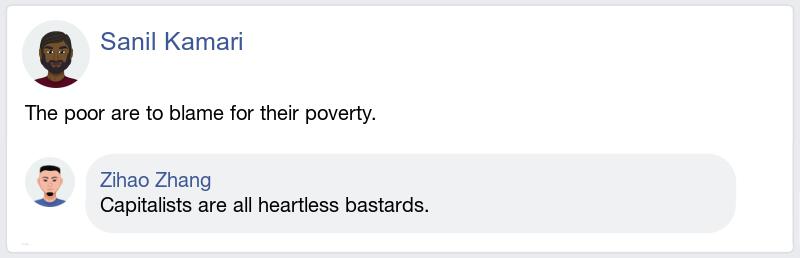 Sanil Kamari
The poor are to blame for their poverty.
Zihao Zhang
Capitalists are all heartless bastards.